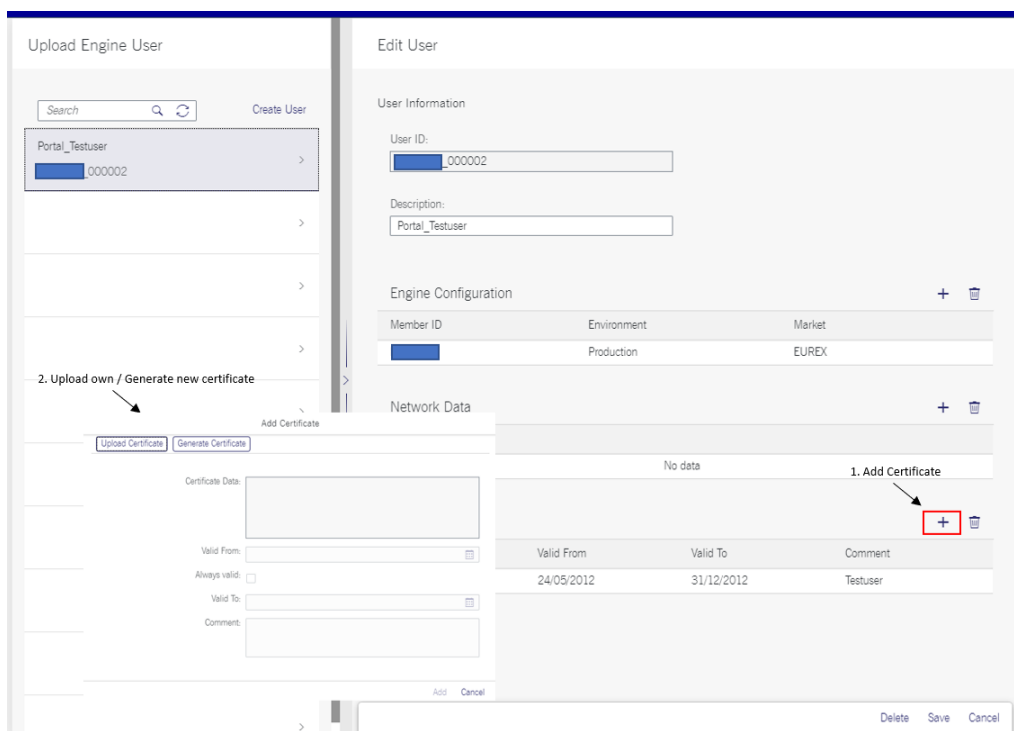 Upload Engine User
Search
Create User
Portal_Testuser
_000002
Edit User
User Information
User ID:
_000002
Description:
Portal_Testuser
Engine Configuration
Member ID Environment Market
Production EUREX
Network Data
No data
1. Add Certificate
Valid From Valid To Comment
24/05/2012 31/12/2012 Testuser
2. Upload own / Generate new certificate
Add Certificate
Upload Certificate Generate Certificate
Certificate Data:
Valid From:
Always valid:
Valid To:
Comment:
Add Cancel
Delete Save Cancel